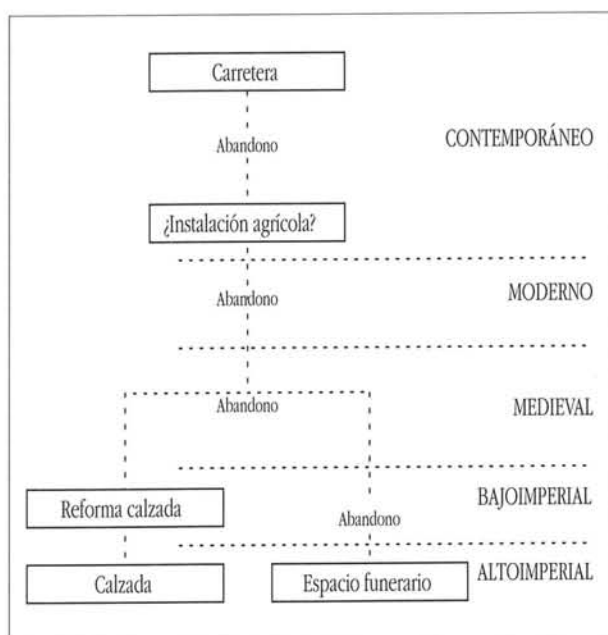 Carretera
Abandono
CONTEMPORÁNEO
¿Instalación agrícola?
Abandono
MODERNO
Abandono
MEDIEVAL
Reforma calzada
Abandono
BAJOIMPERIAL
Calzada
Espacio funerario
ALTOIMPERIAL